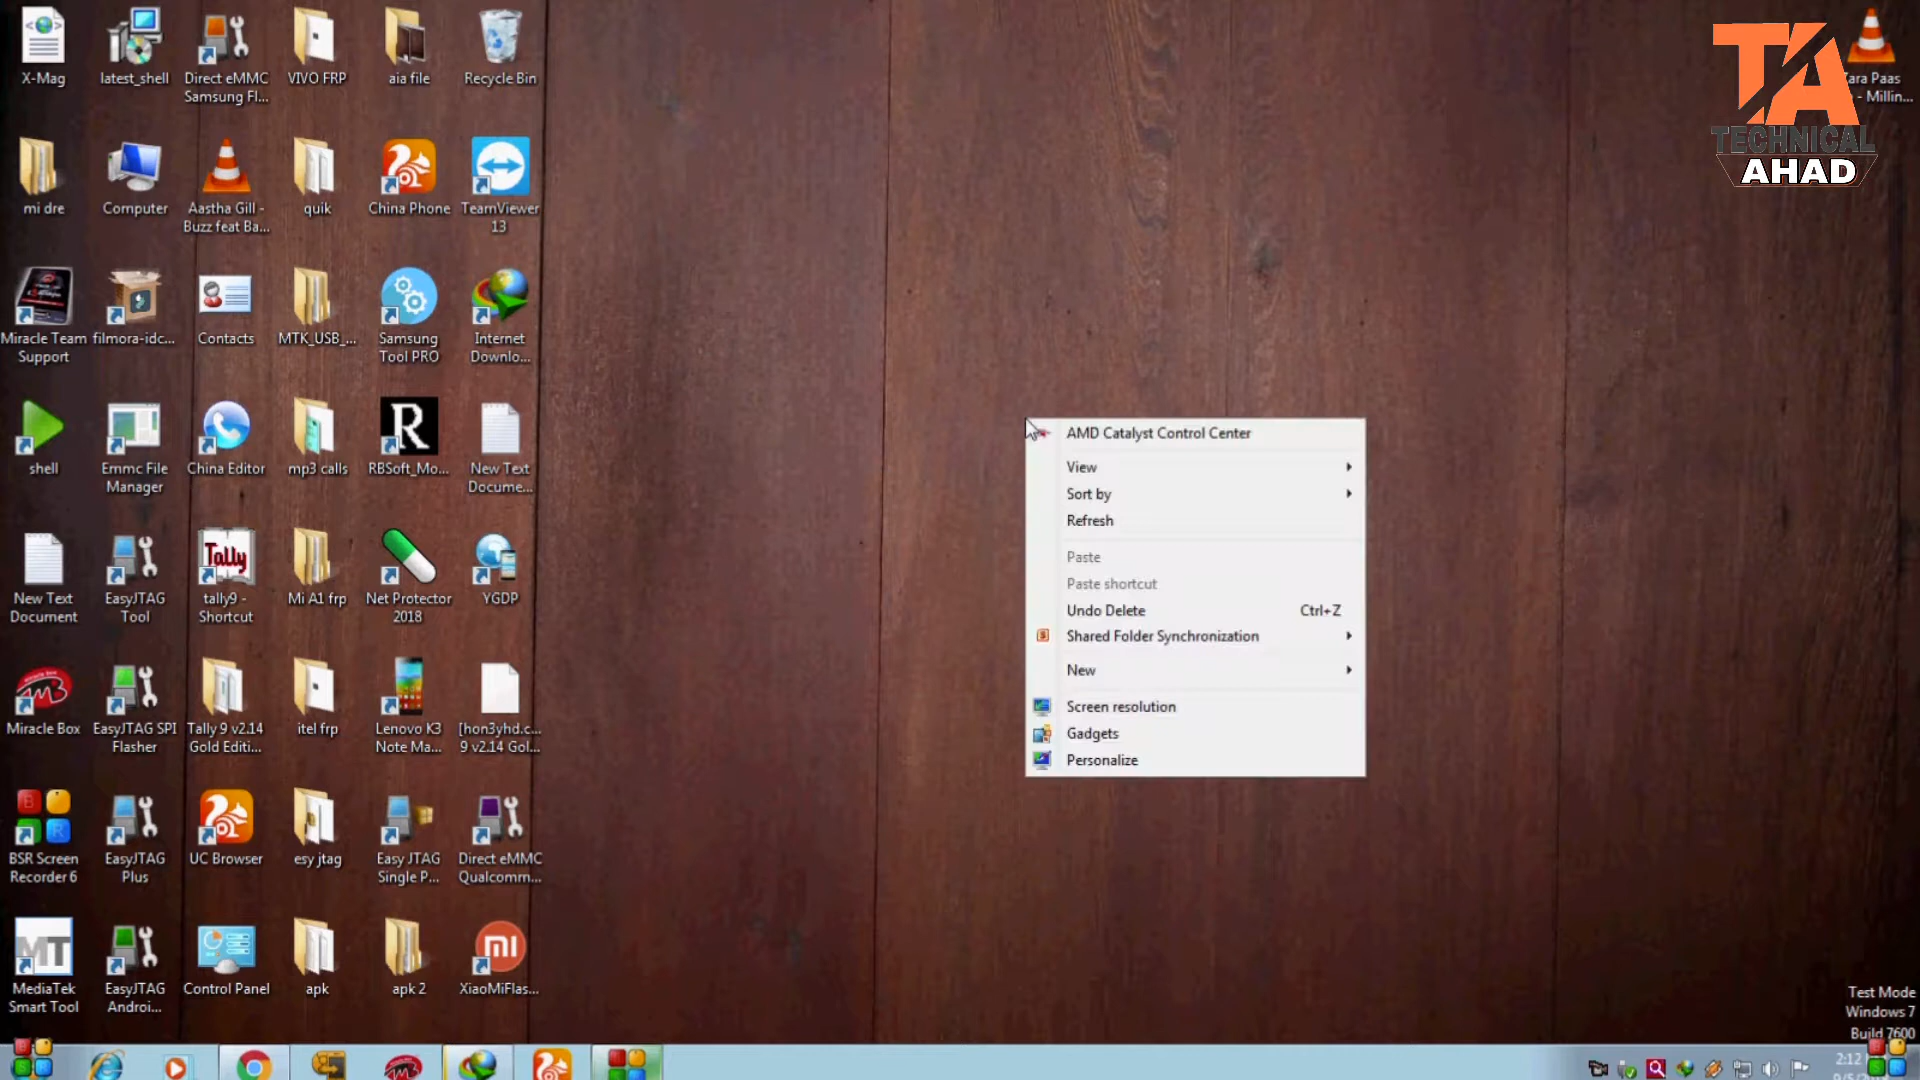 X-Mag
latest_shell
Direct eMMC
Samsung Fl...
VIVO FRP
aia file
Recycle Bin
mi dre
Computer
Aastha Gill -
Buzz feat Ba...
quik
China Phone
TeamViewer
13
Miracle Team
Support
filmora-idc...
Contacts
MTK_USB_...
Samsung
Tool PRO
Internet
Downlo...
shell
Emmc File
Manager
China Editor
mp3 calls
R
RBSoft_Mo...
New Text
Docume...
New Text
Document
EasyJTAG
Tool
Tally
tally9 -
Shortcut
Mi A1 frp
Net Protector
2018
YGDP
Miracle Box
EasyJTAG SPI
Flasher
Tally 9 v2.14
Gold Editi...
itel frp
Lenovo K3
Note Ma...
[hon3yhd.c...
9 v2.14 Gol...
B
R
BSR Screen
Recorder 6
EasyJTAG
Plus
UC Browser
esy jtag
Easy JTAG
Single P...
Direct eMMC
Qualcomm...
MT
MediaTek
Smart Tool
EasyJTAG
Androi...
Control Panel
apk
apk 2
MI
XiaoMiFlas...
AMD Catalyst Control Center
View
Sort by
Refresh
Paste
Paste shortcut
Undo Delete Ctrl+Z
Shared Folder Synchronization
New
Screen resolution
Gadgets
Personalize
TA
TECHNICAL
AHAD
Zara Paas
- Millin...
Test Mode
Windows 7
Build 7600
2:12